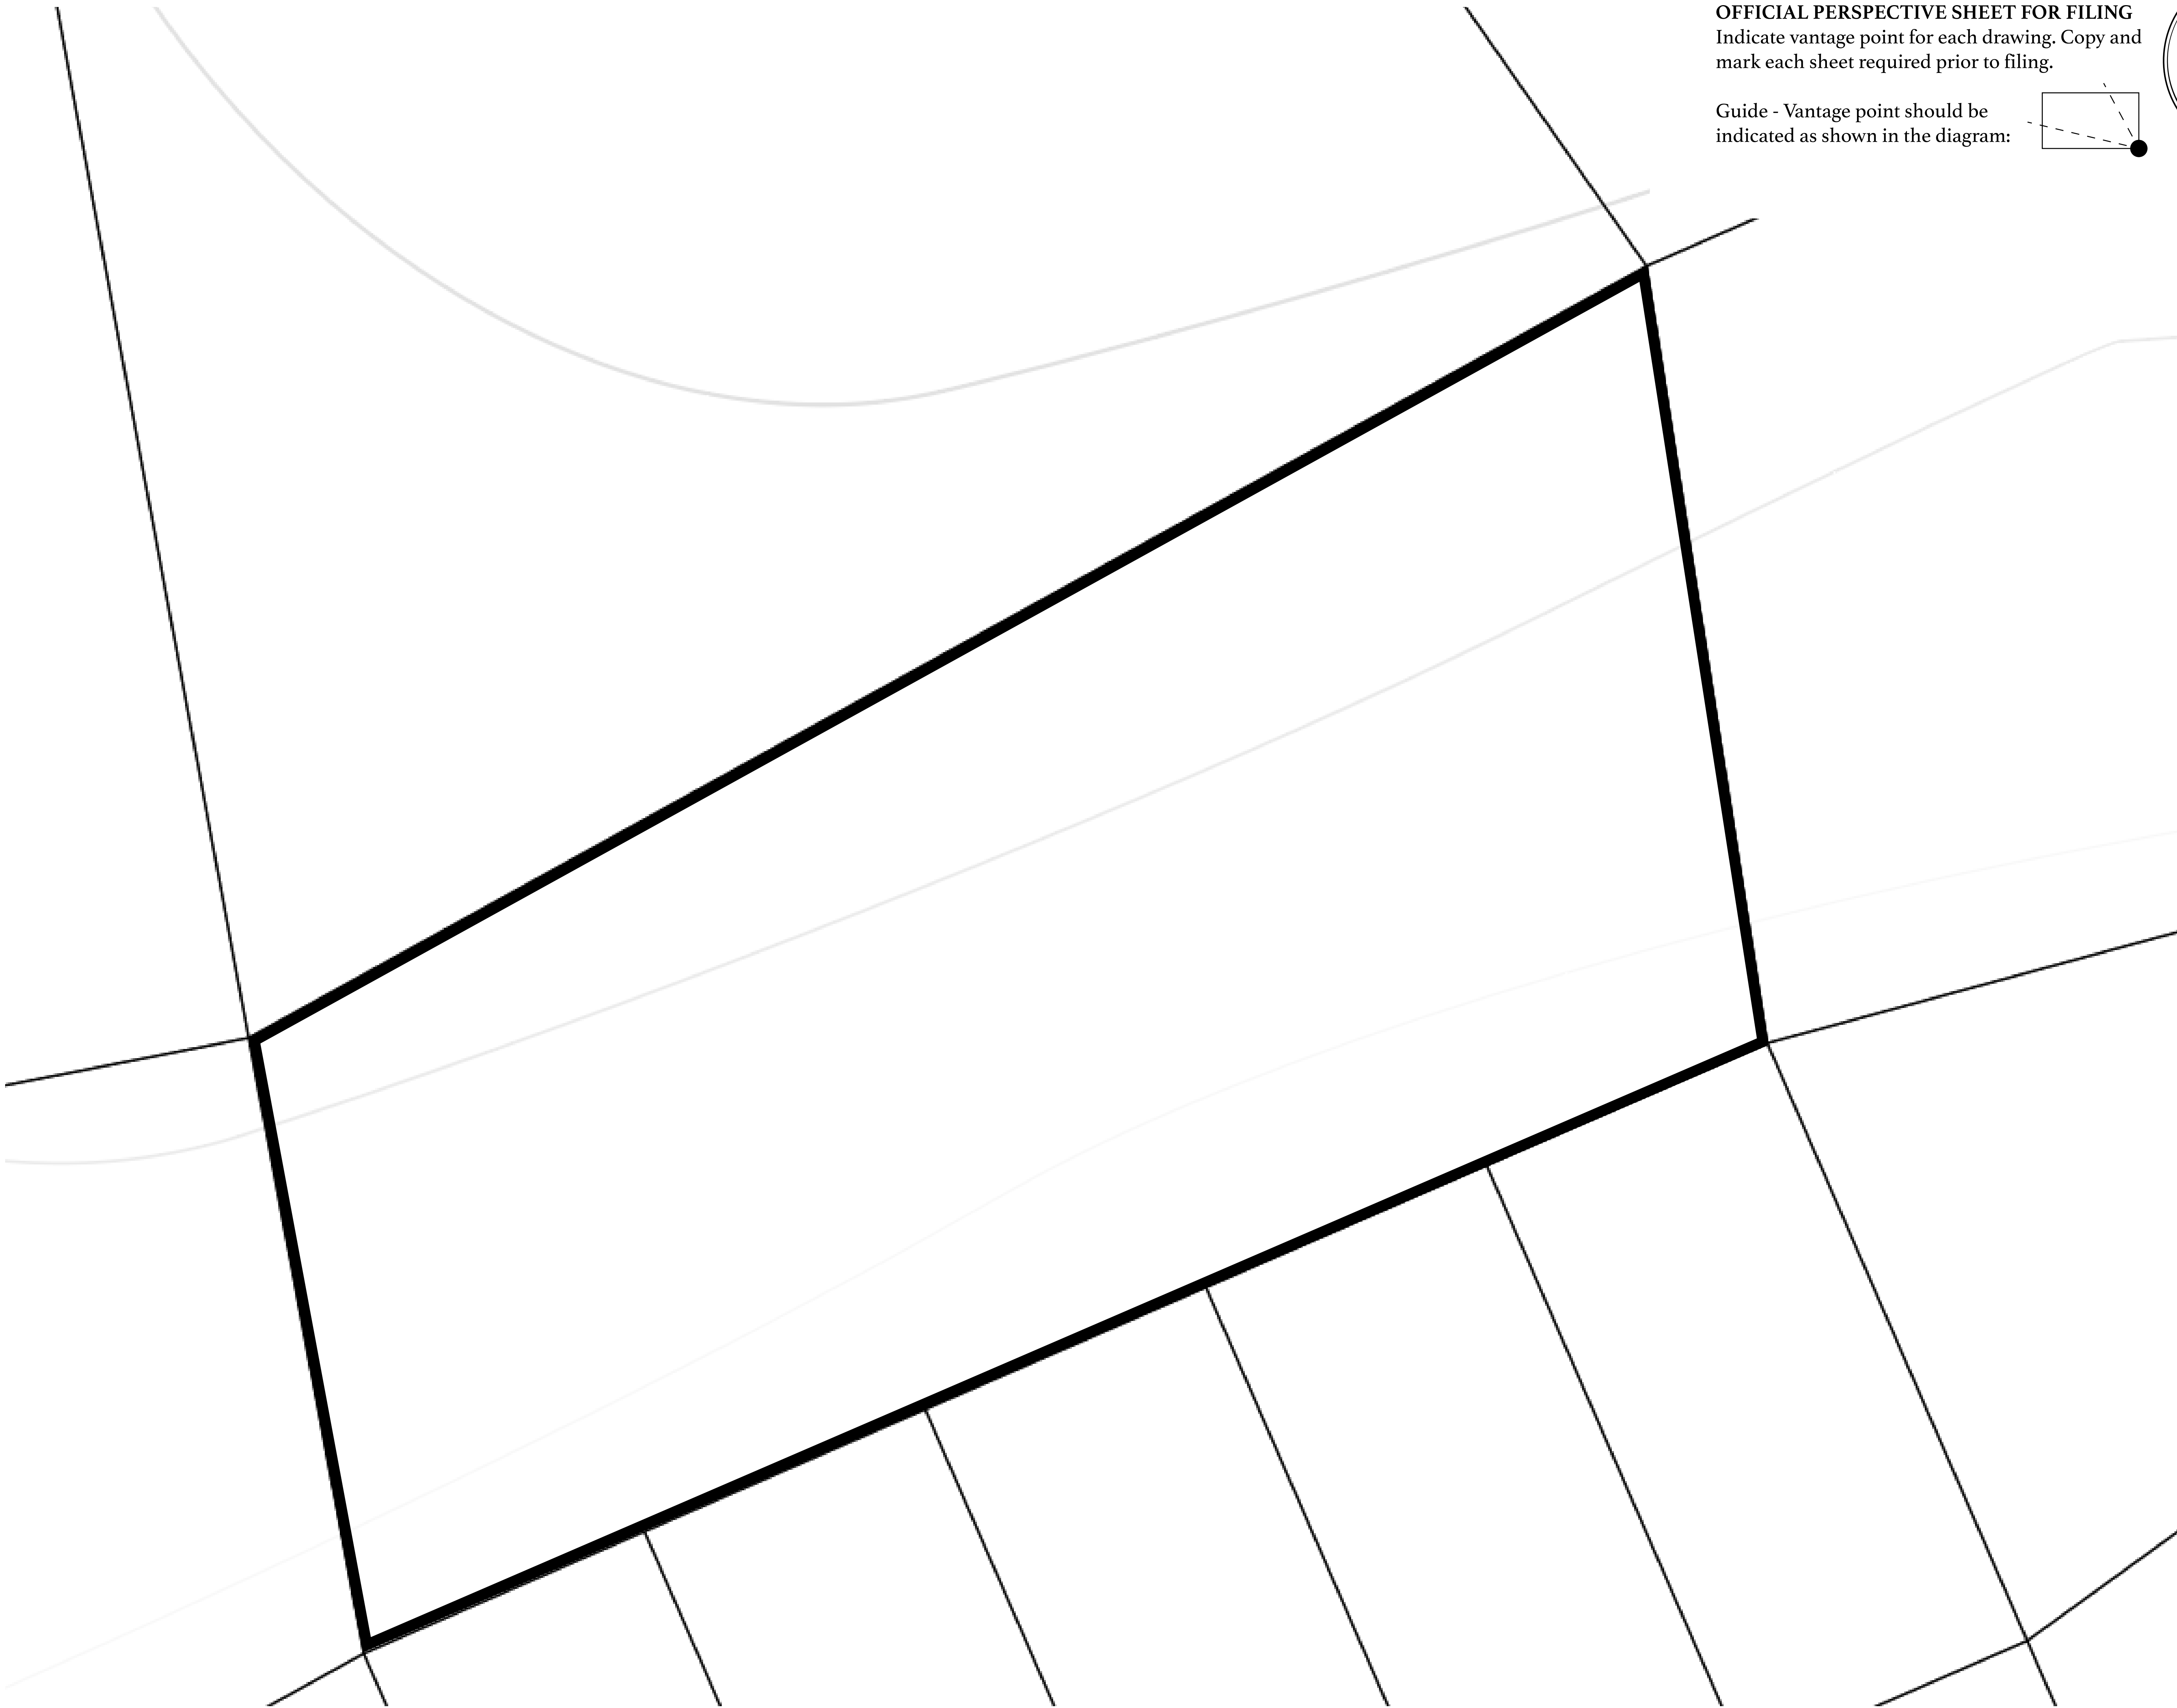 OFFICIAL PERSPECTIVE SHEET FOR FILING
Indicate vantage point for each drawing. Copy and
mark each sheet required prior to filing.
Guide - Vantage point should be
indicated as shown in the diagram: